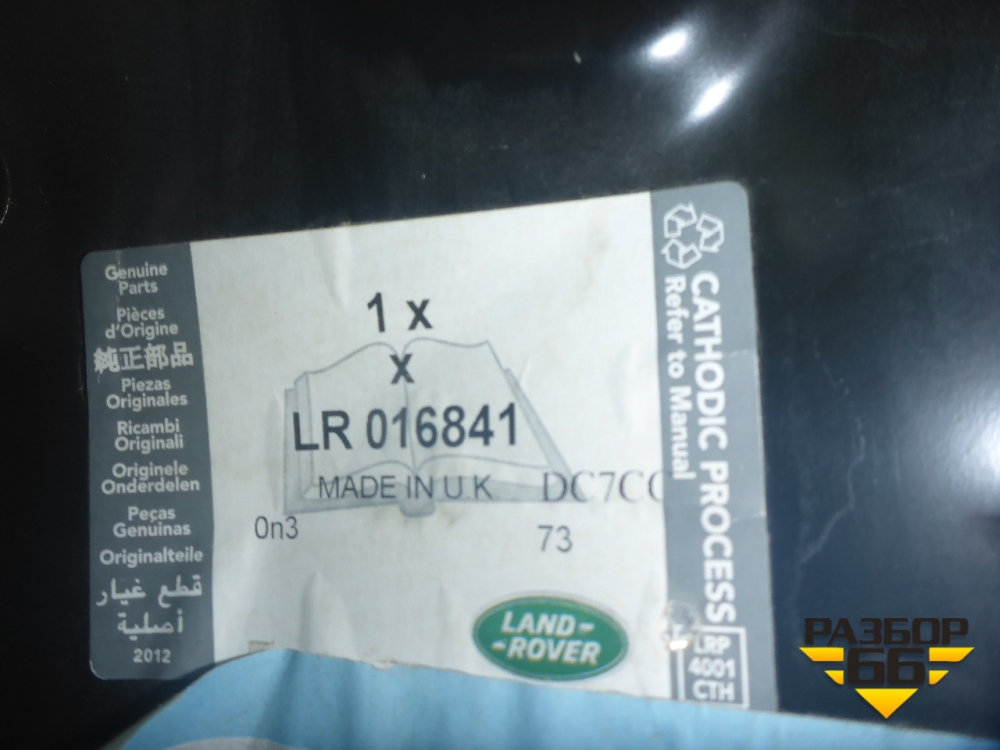 Genuine
Parts
Pièces
d'Origine
純正部品
Piezas
Originales
Ricambi
Originali
Originele
Onderdelen
Peças
Genuinas
Originalteile
قطع غيار
أصلية
2012
1 x
x
LR 016841
MADE IN U K DC7CC
0n3 73
LAND-
-ROVER
CATHODIC PROCESS
Refer to Manual
LRP
4001
CTH
РАЗБОР
66